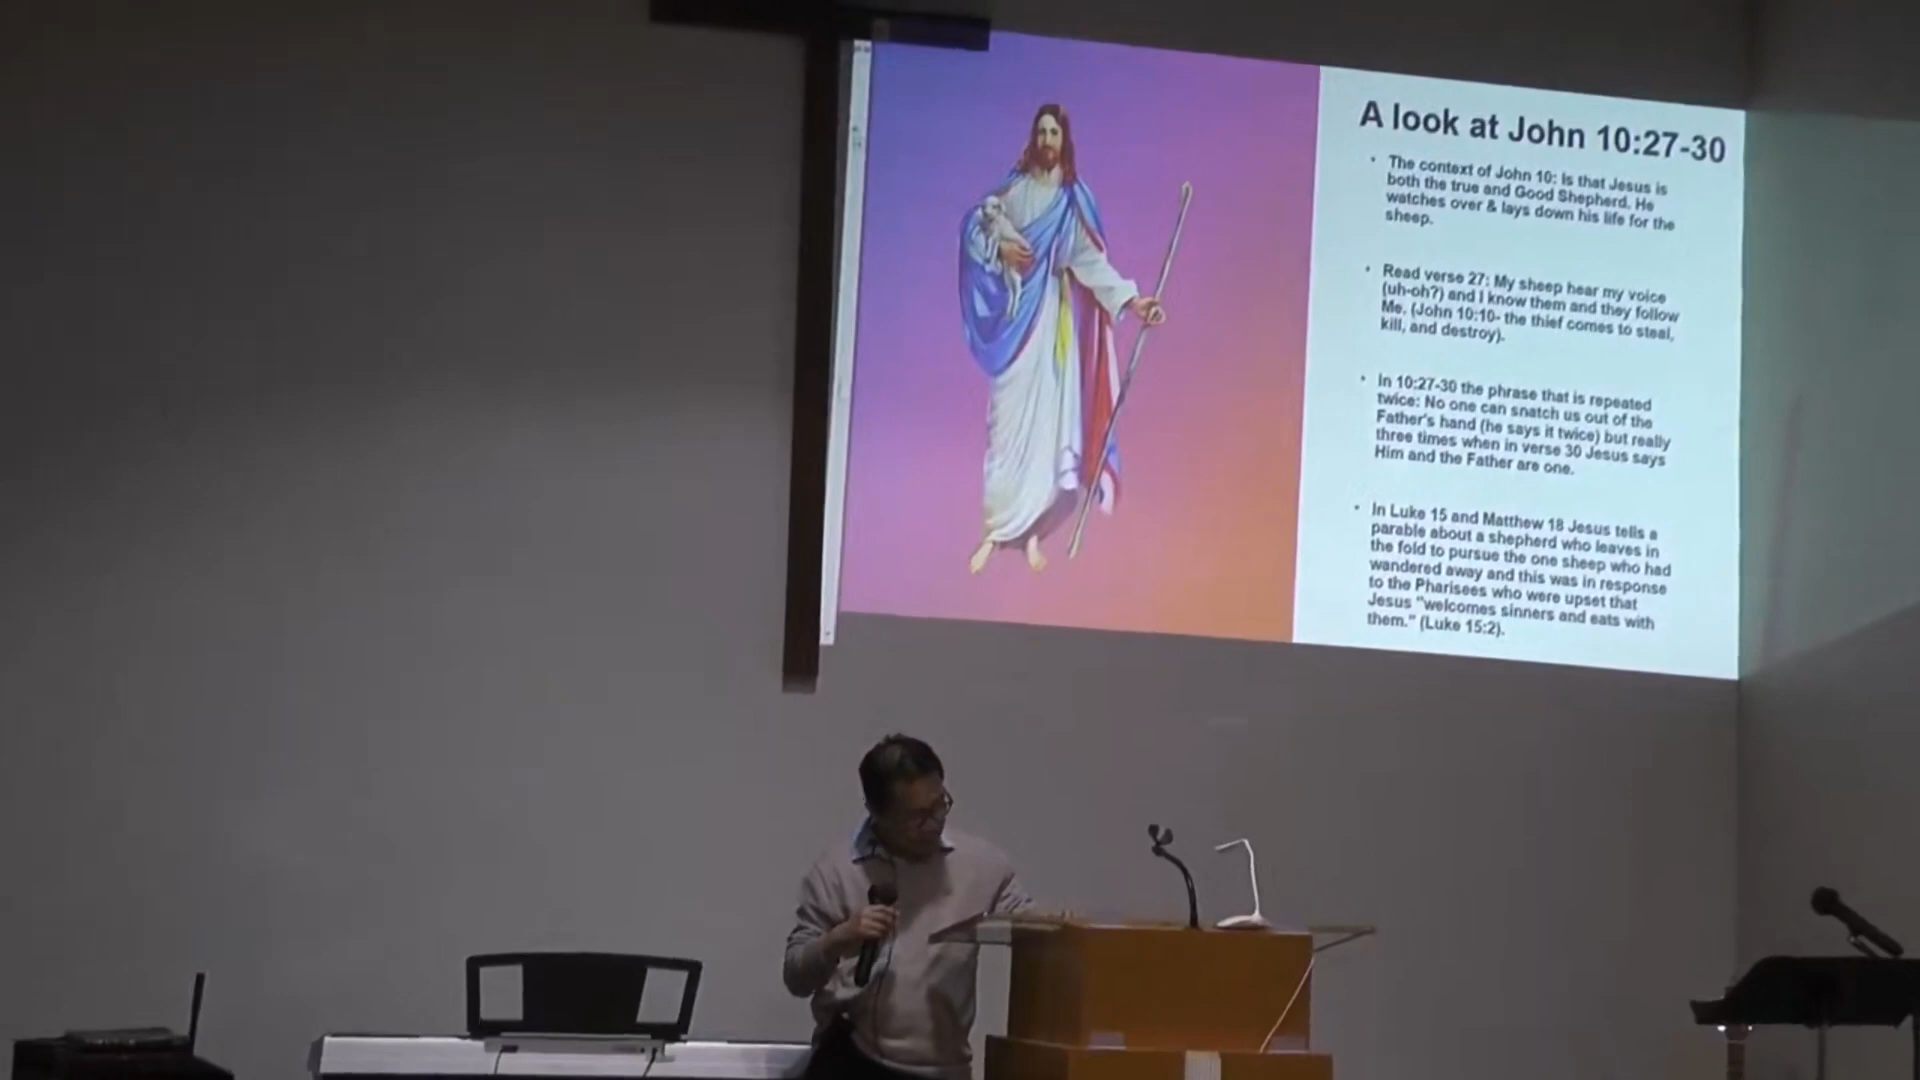 A look at John 10:27-30
• The context of John 10: Is that Jesus is
both the true and Good Shepherd. He
watches over & lays down his life for the
sheep.
• Read verse 27: My sheep hear my voice
(uh-oh?) and I know them and they follow
Me. (John 10:10- the thief comes to steal,
kill, and destroy).
• In 10:27-30 the phrase that is repeated
twice: No one can snatch us out of the
Father's hand (he says it twice) but really
three times when in verse 30 Jesus says
Him and the Father are one.
• In Luke 15 and Matthew 18 Jesus tells a
parable about a shepherd who leaves in
the fold to pursue the one sheep who had
wandered away and this was in response
to the Pharisees who were upset that
Jesus "welcomes sinners and eats with
them." (Luke 15:2).